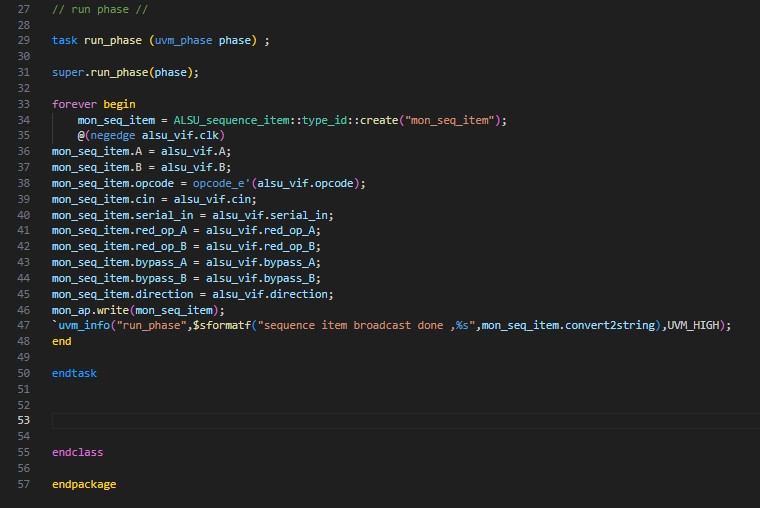 27 // run phase //
28
29 task run_phase (uvm_phase phase) ;
30
31 super.run_phase(phase);
32
33 forever begin
34 mon_seq_item = ALSU_sequence_item::type_id::create("mon_seq_item");
35 @(negedge alsu_vif.clk)
36 mon_seq_item.A = alsu_vif.A;
37 mon_seq_item.B = alsu_vif.B;
38 mon_seq_item.opcode = opcode_e'(alsu_vif.opcode);
39 mon_seq_item.cin = alsu_vif.cin;
40 mon_seq_item.serial_in = alsu_vif.serial_in;
41 mon_seq_item.red_op_A = alsu_vif.red_op_A;
42 mon_seq_item.red_op_B = alsu_vif.red_op_B;
43 mon_seq_item.bypass_A = alsu_vif.bypass_A;
44 mon_seq_item.bypass_B = alsu_vif.bypass_B;
45 mon_seq_item.direction = alsu_vif.direction;
46 mon_ap.write(mon_seq_item);
47 `uvm_info("run_phase",$sformatf("sequence item broadcast done ,%s",mon_seq_item.convert2string),UVM_HIGH);
48 end
49
50 endtask
51
52
53
54
55 endclass
56
57 endpackage